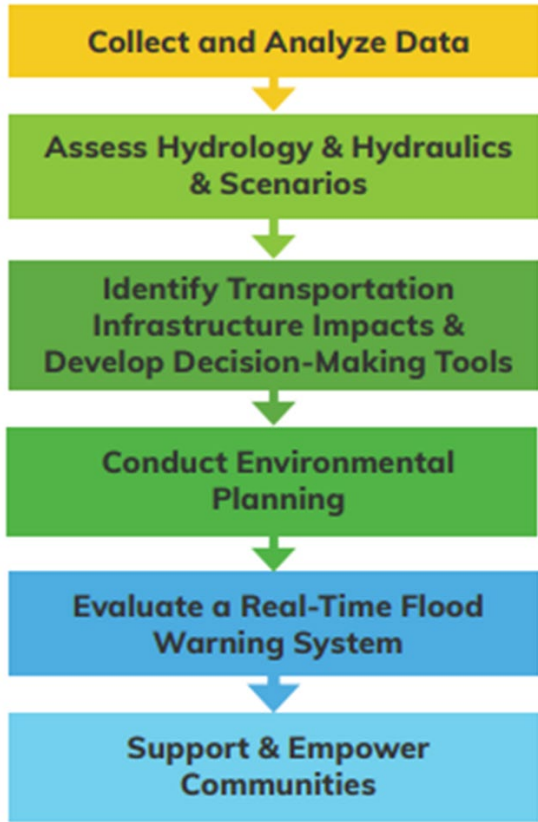 Collect and Analyze Data
Assess Hydrology & Hydraulics
& Scenarios
Identify Transportation
Infrastructure Impacts &
Develop Decision-Making Tools
Conduct Environmental
Planning
Evaluate a Real-Time Flood
Warning System
Support & Empower
Communities